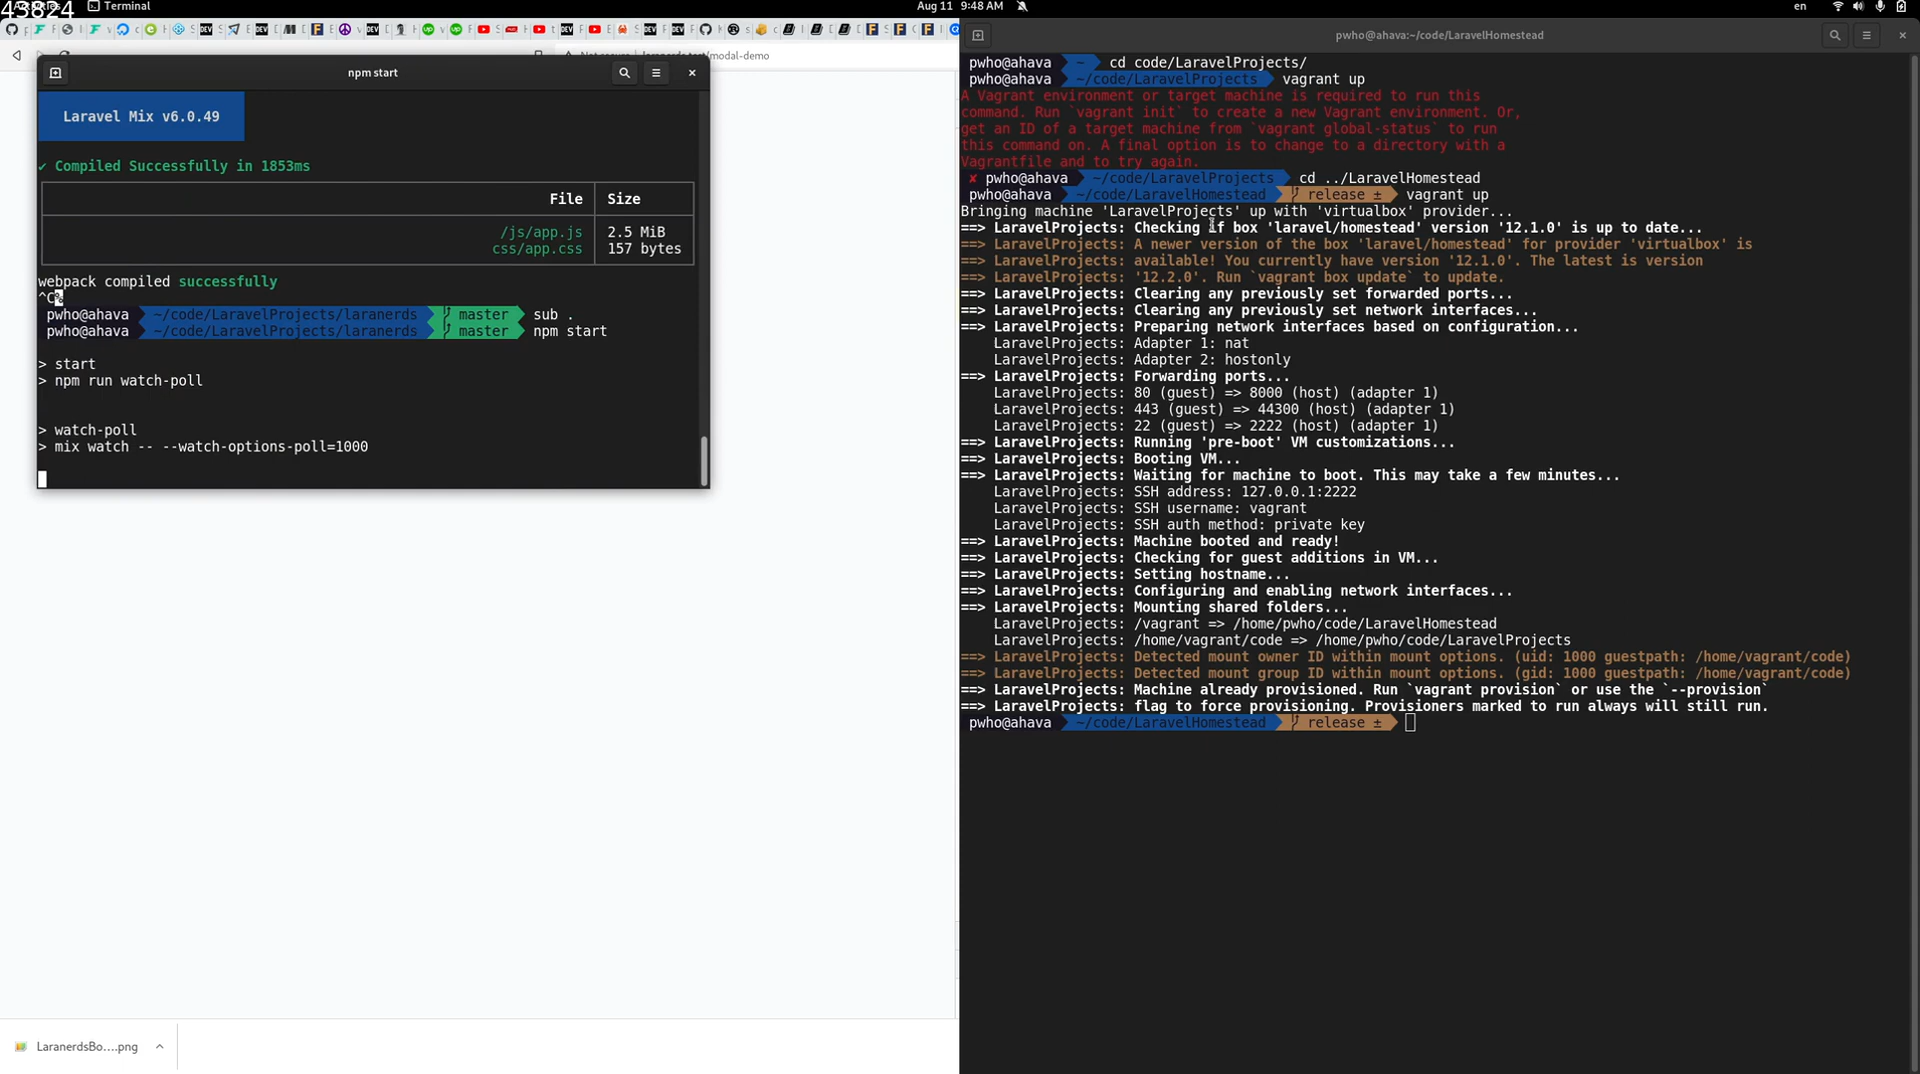 43824
Terminal
Aug 11 9:48 AM
en
/modal-demo
npm start
Laravel Mix v6.0.49
✔ Compiled Successfully in 1853ms
File Size
/js/app.js 2.5 MiB
css/app.css 157 bytes
webpack compiled successfully
^C%
pwho@ahava ~/code/LaravelProjects/laranerds master sub .
pwho@ahava ~/code/LaravelProjects/laranerds master npm start
> start
> npm run watch-poll
> watch-poll
> mix watch -- --watch-options-poll=1000
LaranerdsBo....png
pwho@ahava:~/code/LaravelHomestead
pwho@ahava ~ cd code/LaravelProjects/
pwho@ahava ~/code/LaravelProjects vagrant up
A Vagrant environment or target machine is required to run this
command. Run `vagrant init` to create a new Vagrant environment. Or,
get an ID of a target machine from `vagrant global-status` to run
this command on. A final option is to change to a directory with a
Vagrantfile and to try again.
✘ pwho@ahava ~/code/LaravelProjects cd ../LaravelHomestead
pwho@ahava ~/code/LaravelHomestead release ± vagrant up
Bringing machine 'LaravelProjects' up with 'virtualbox' provider...
==> LaravelProjects: Checking if box 'laravel/homestead' version '12.1.0' is up to date...
==> LaravelProjects: A newer version of the box 'laravel/homestead' for provider 'virtualbox' is
==> LaravelProjects: available! You currently have version '12.1.0'. The latest is version
==> LaravelProjects: '12.2.0'. Run `vagrant box update` to update.
==> LaravelProjects: Clearing any previously set forwarded ports...
==> LaravelProjects: Clearing any previously set network interfaces...
==> LaravelProjects: Preparing network interfaces based on configuration...
LaravelProjects: Adapter 1: nat
LaravelProjects: Adapter 2: hostonly
==> LaravelProjects: Forwarding ports...
LaravelProjects: 80 (guest) => 8000 (host) (adapter 1)
LaravelProjects: 443 (guest) => 44300 (host) (adapter 1)
LaravelProjects: 22 (guest) => 2222 (host) (adapter 1)
==> LaravelProjects: Running 'pre-boot' VM customizations...
==> LaravelProjects: Booting VM...
==> LaravelProjects: Waiting for machine to boot. This may take a few minutes...
LaravelProjects: SSH address: 127.0.0.1:2222
LaravelProjects: SSH username: vagrant
LaravelProjects: SSH auth method: private key
==> LaravelProjects: Machine booted and ready!
==> LaravelProjects: Checking for guest additions in VM...
==> LaravelProjects: Setting hostname...
==> LaravelProjects: Configuring and enabling network interfaces...
==> LaravelProjects: Mounting shared folders...
LaravelProjects: /vagrant => /home/pwho/code/LaravelHomestead
LaravelProjects: /home/vagrant/code => /home/pwho/code/LaravelProjects
==> LaravelProjects: Detected mount owner ID within mount options. (uid: 1000 guestpath: /home/vagrant/code)
==> LaravelProjects: Detected mount group ID within mount options. (gid: 1000 guestpath: /home/vagrant/code)
==> LaravelProjects: Machine already provisioned. Run `vagrant provision` or use the `--provision`
==> LaravelProjects: flag to force provisioning. Provisioners marked to run always will still run.
pwho@ahava ~/code/LaravelHomestead release ±